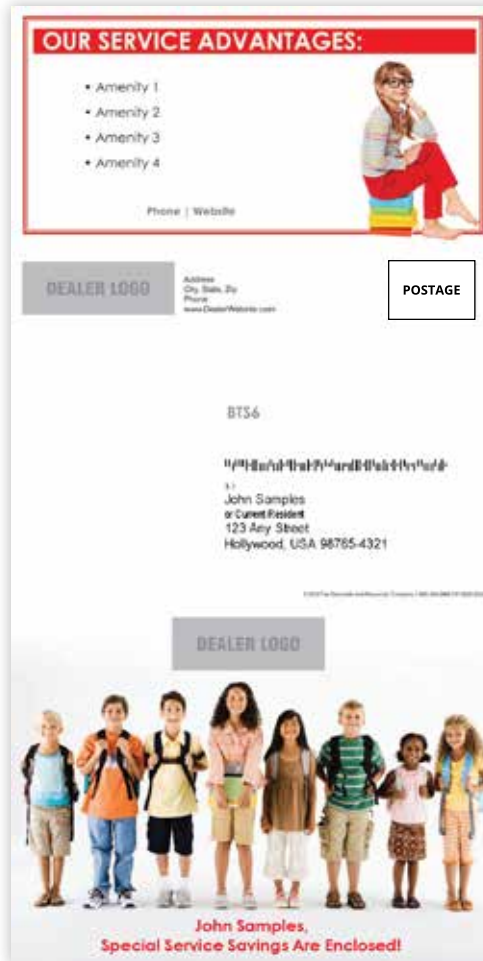 OUR SERVICE ADVANTAGES:
• Amenity 1
• Amenity 2
• Amenity 3
• Amenity 4
Phone | Website
DEALER LOGO
Address
City, State, Zip
Phone
www.DealerWebsite.com
POSTAGE
BTS6
John Samples
or Current Resident
123 Any Street
Hollywood, USA 98765-4321
DEALER LOGO
John Samples,
Special Service Savings Are Enclosed!